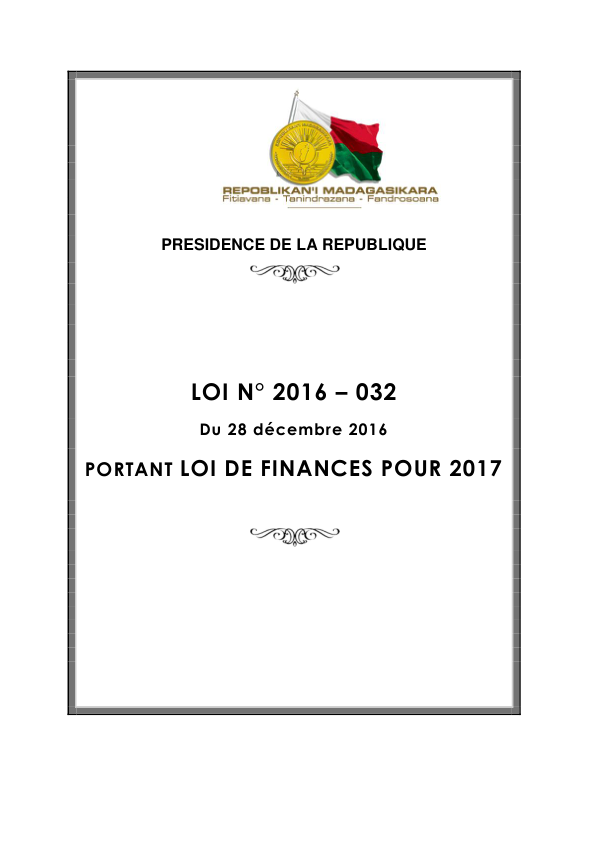 REPOBLIKAN'I MADAGASIKARA
Fitiavana - Tanindrazana - Fandrosoana
PRESIDENCE DE LA REPUBLIQUE
LOI N° 2016 – 032
Du 28 décembre 2016
PORTANT LOI DE FINANCES POUR 2017